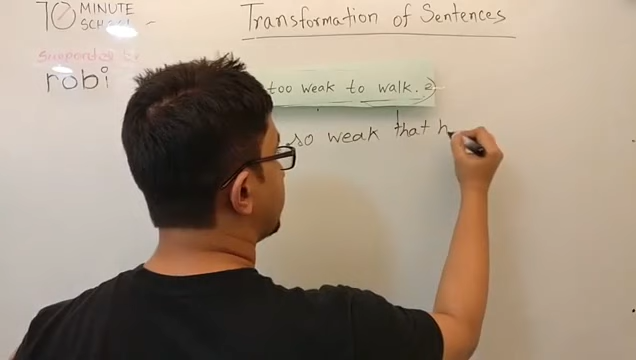 10 MINUTE
SCHOOL
Transformation of Sentences
robi
too weak to walk.
so weak that h